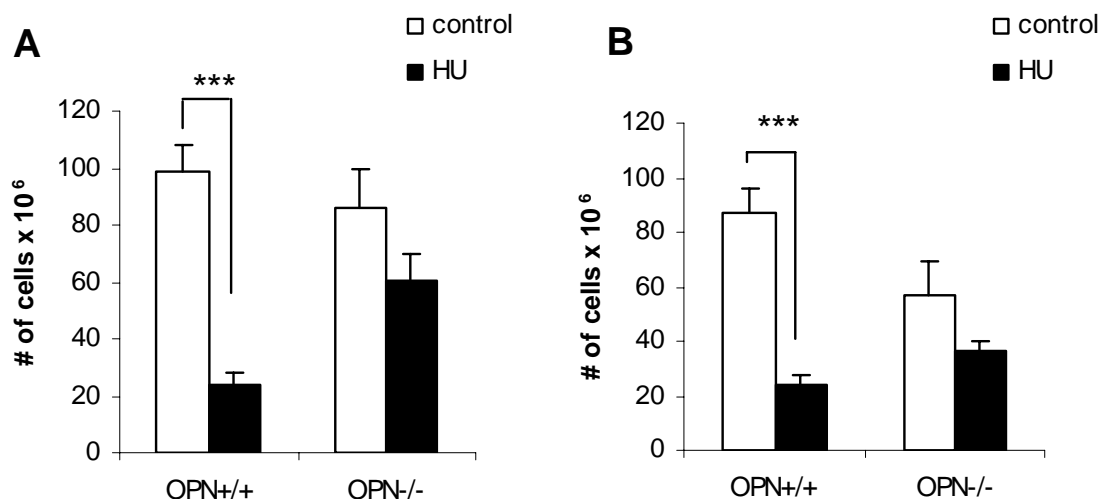 A
control
HU
***
120
100
80
60
40
20
0
# of cells x 10⁶
OPN+/+
OPN-/-
B
control
HU
***
120
100
80
60
40
20
0
# of cells x 10⁶
OPN+/+
OPN-/-